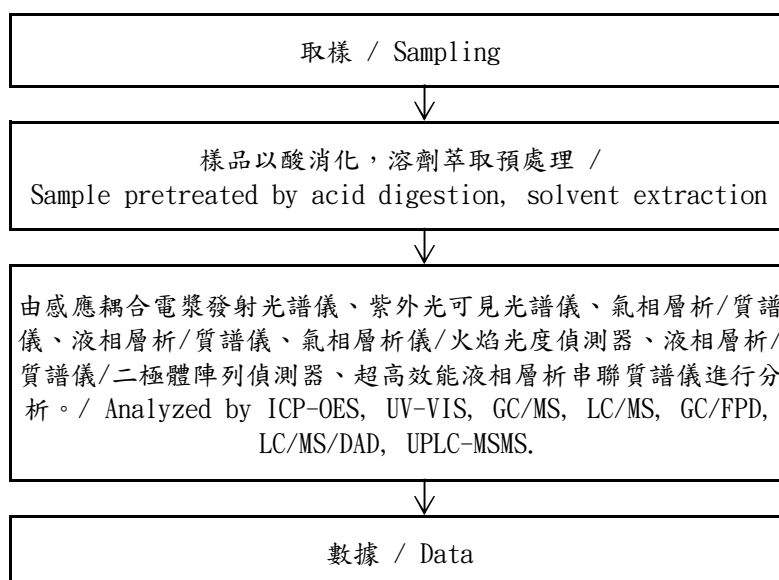 取樣 / Sampling
樣品以酸消化，溶劑萃取預處理 /
Sample pretreated by acid digestion, solvent extraction
由感應耦合電漿發射光譜儀、紫外光可見光譜儀、氣相層析/質譜
儀、液相層析/質譜儀、氣相層析儀/火焰光度偵測器、液相層析/
質譜儀/二極體陣列偵測器、超高效能液相層析串聯質譜儀進行分
析。/ Analyzed by ICP-OES, UV-VIS, GC/MS, LC/MS, GC/FPD,
LC/MS/DAD, UPLC-MSMS.
數據 / Data